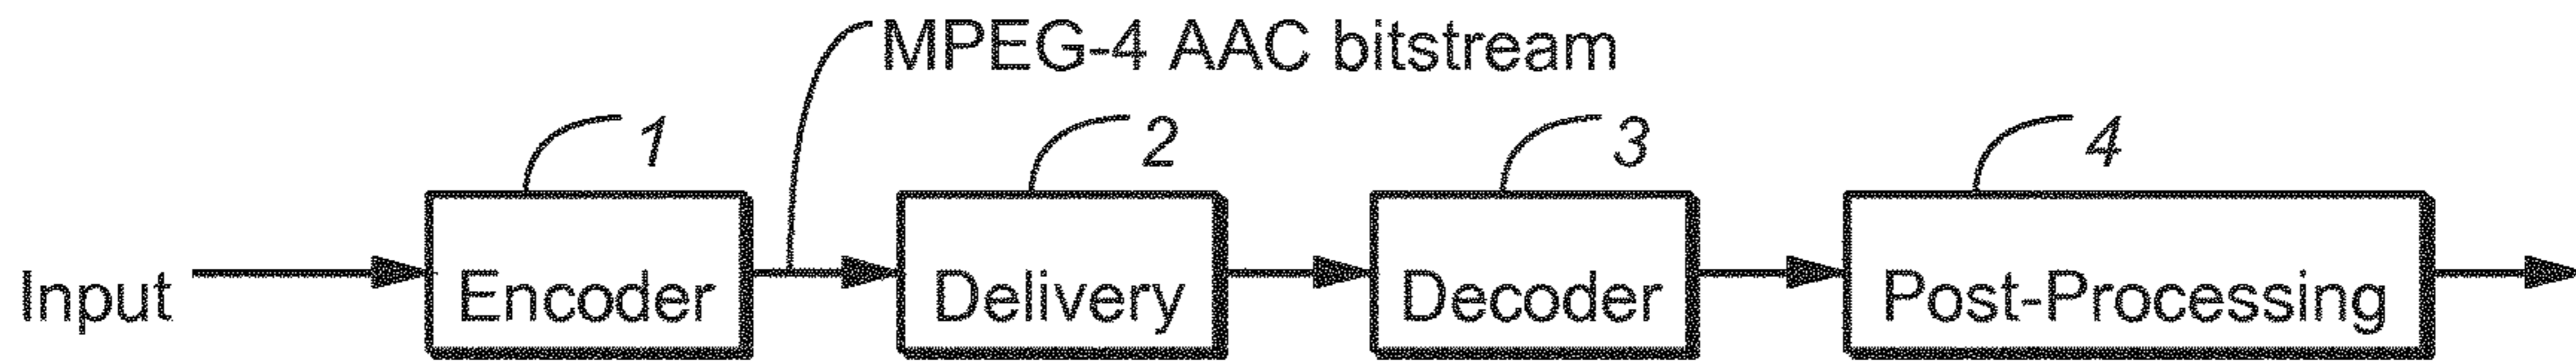 MPEG-4 AAC bitstream
1 2 3 4
Input Encoder Delivery Decoder Post-Processing